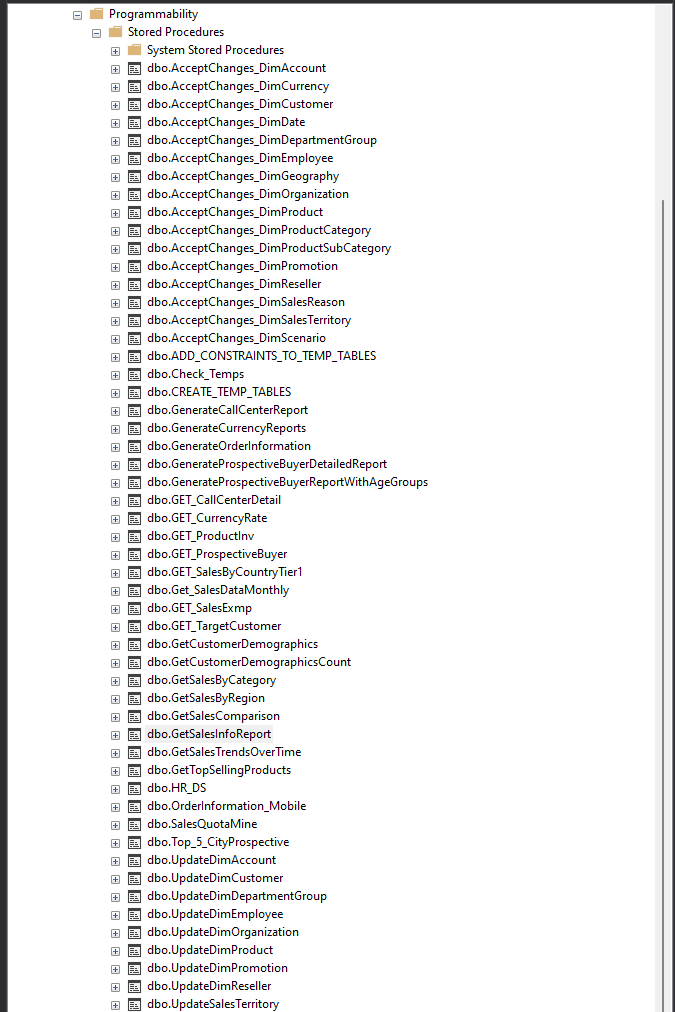 Programmability
Stored Procedures
System Stored Procedures
dbo.AcceptChanges_DimAccount
dbo.AcceptChanges_DimCurrency
dbo.AcceptChanges_DimCustomer
dbo.AcceptChanges_DimDate
dbo.AcceptChanges_DimDepartmentGroup
dbo.AcceptChanges_DimEmployee
dbo.AcceptChanges_DimGeography
dbo.AcceptChanges_DimOrganization
dbo.AcceptChanges_DimProduct
dbo.AcceptChanges_DimProductCategory
dbo.AcceptChanges_DimProductSubCategory
dbo.AcceptChanges_DimPromotion
dbo.AcceptChanges_DimReseller
dbo.AcceptChanges_DimSalesReason
dbo.AcceptChanges_DimSalesTerritory
dbo.AcceptChanges_DimScenario
dbo.ADD_CONSTRAINTS_TO_TEMP_TABLES
dbo.Check_Temps
dbo.CREATE_TEMP_TABLES
dbo.GenerateCallCenterReport
dbo.GenerateCurrencyReports
dbo.GenerateOrderInformation
dbo.GenerateProspectiveBuyerDetailedReport
dbo.GenerateProspectiveBuyerReportWithAgeGroups
dbo.GET_CallCenterDetail
dbo.GET_CurrencyRate
dbo.GET_ProductInv
dbo.GET_ProspectiveBuyer
dbo.GET_SalesByCountryTier1
dbo.Get_SalesDataMonthly
dbo.GET_SalesExmp
dbo.GET_TargetCustomer
dbo.GetCustomerDemographics
dbo.GetCustomerDemographicsCount
dbo.GetSalesByCategory
dbo.GetSalesByRegion
dbo.GetSalesComparison
dbo.GetSalesInfoReport
dbo.GetSalesTrendsOverTime
dbo.GetTopSellingProducts
dbo.HR_DS
dbo.OrderInformation_Mobile
dbo.SalesQuotaMine
dbo.Top_5_CityProspective
dbo.UpdateDimAccount
dbo.UpdateDimCustomer
dbo.UpdateDimDepartmentGroup
dbo.UpdateDimEmployee
dbo.UpdateDimOrganization
dbo.UpdateDimProduct
dbo.UpdateDimPromotion
dbo.UpdateDimReseller
dbo.UpdateSalesTerritory